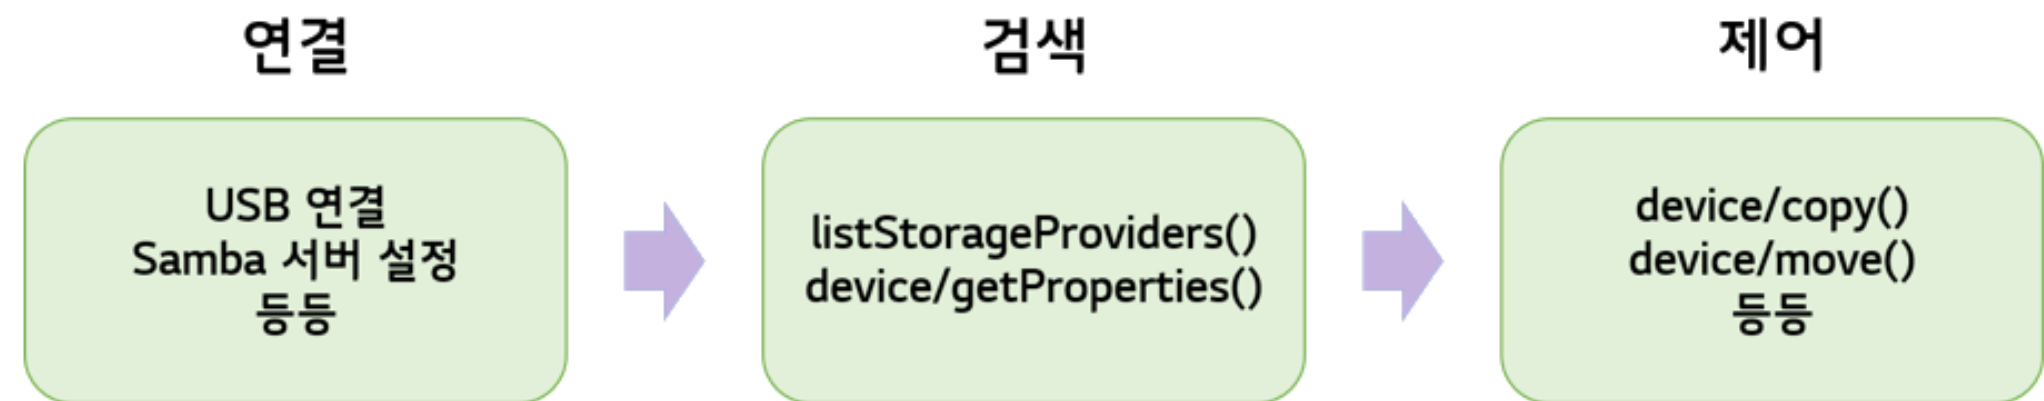 연결
USB 연결
Samba 서버 설정
등등
검색
listStorageProviders()
device/getProperties()
제어
device/copy()
device/move()
등등